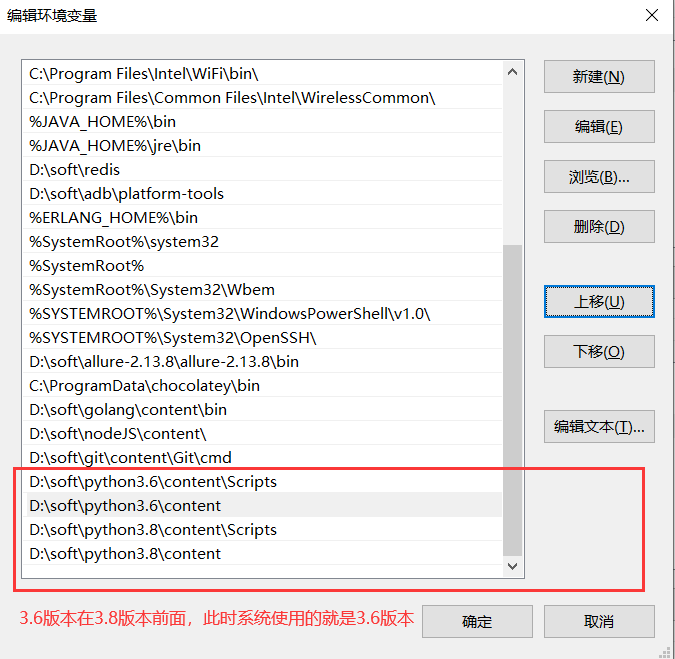 编辑环境变量
C:\Program Files\Intel\WiFi\bin\
C:\Program Files\Common Files\Intel\WirelessCommon\
%JAVA_HOME%\bin
%JAVA_HOME%\jre\bin
D:\soft\redis
D:\soft\adb\platform-tools
%ERLANG_HOME%\bin
%SystemRoot%\system32
%SystemRoot%
%SystemRoot%\System32\Wbem
%SYSTEMROOT%\System32\WindowsPowerShell\v1.0\
%SYSTEMROOT%\System32\OpenSSH\
D:\soft\allure-2.13.8\allure-2.13.8\bin
C:\ProgramData\chocolatey\bin
D:\soft\golang\content\bin
D:\soft\nodeJS\content\
D:\soft\git\content\Git\cmd
D:\soft\python3.6\content\Scripts
D:\soft\python3.6\content
D:\soft\python3.8\content\Scripts
D:\soft\python3.8\content
新建(N)
编辑(E)
浏览(B)...
删除(D)
上移(U)
下移(O)
编辑文本(T)...
3.6版本在3.8版本前面，此时系统使用的就是3.6版本
确定
取消